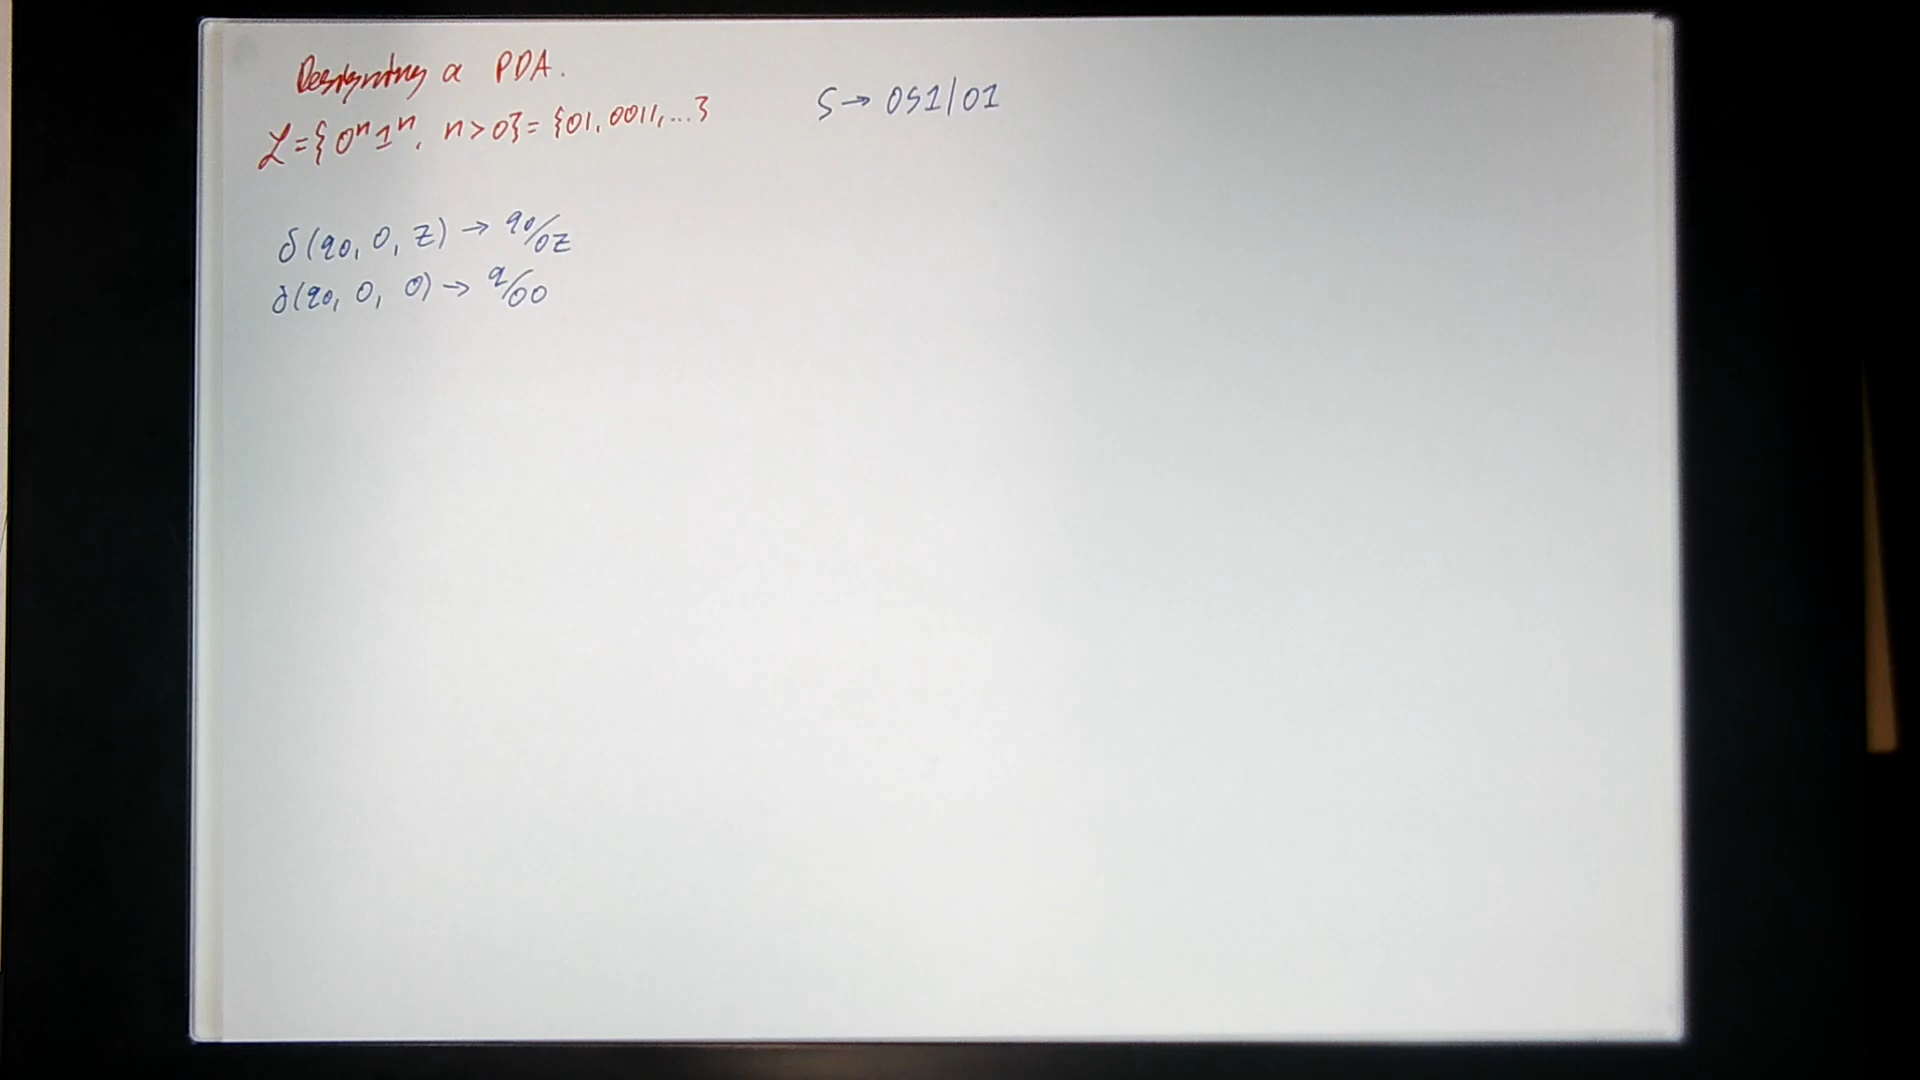 Designing a PDA.
L={0ⁿ1ⁿ, n>0}={01,0011,...}
S→0S1/01
δ(q0, 0, Z)→q0/0Z
δ(q0, 0, 0)→q/00